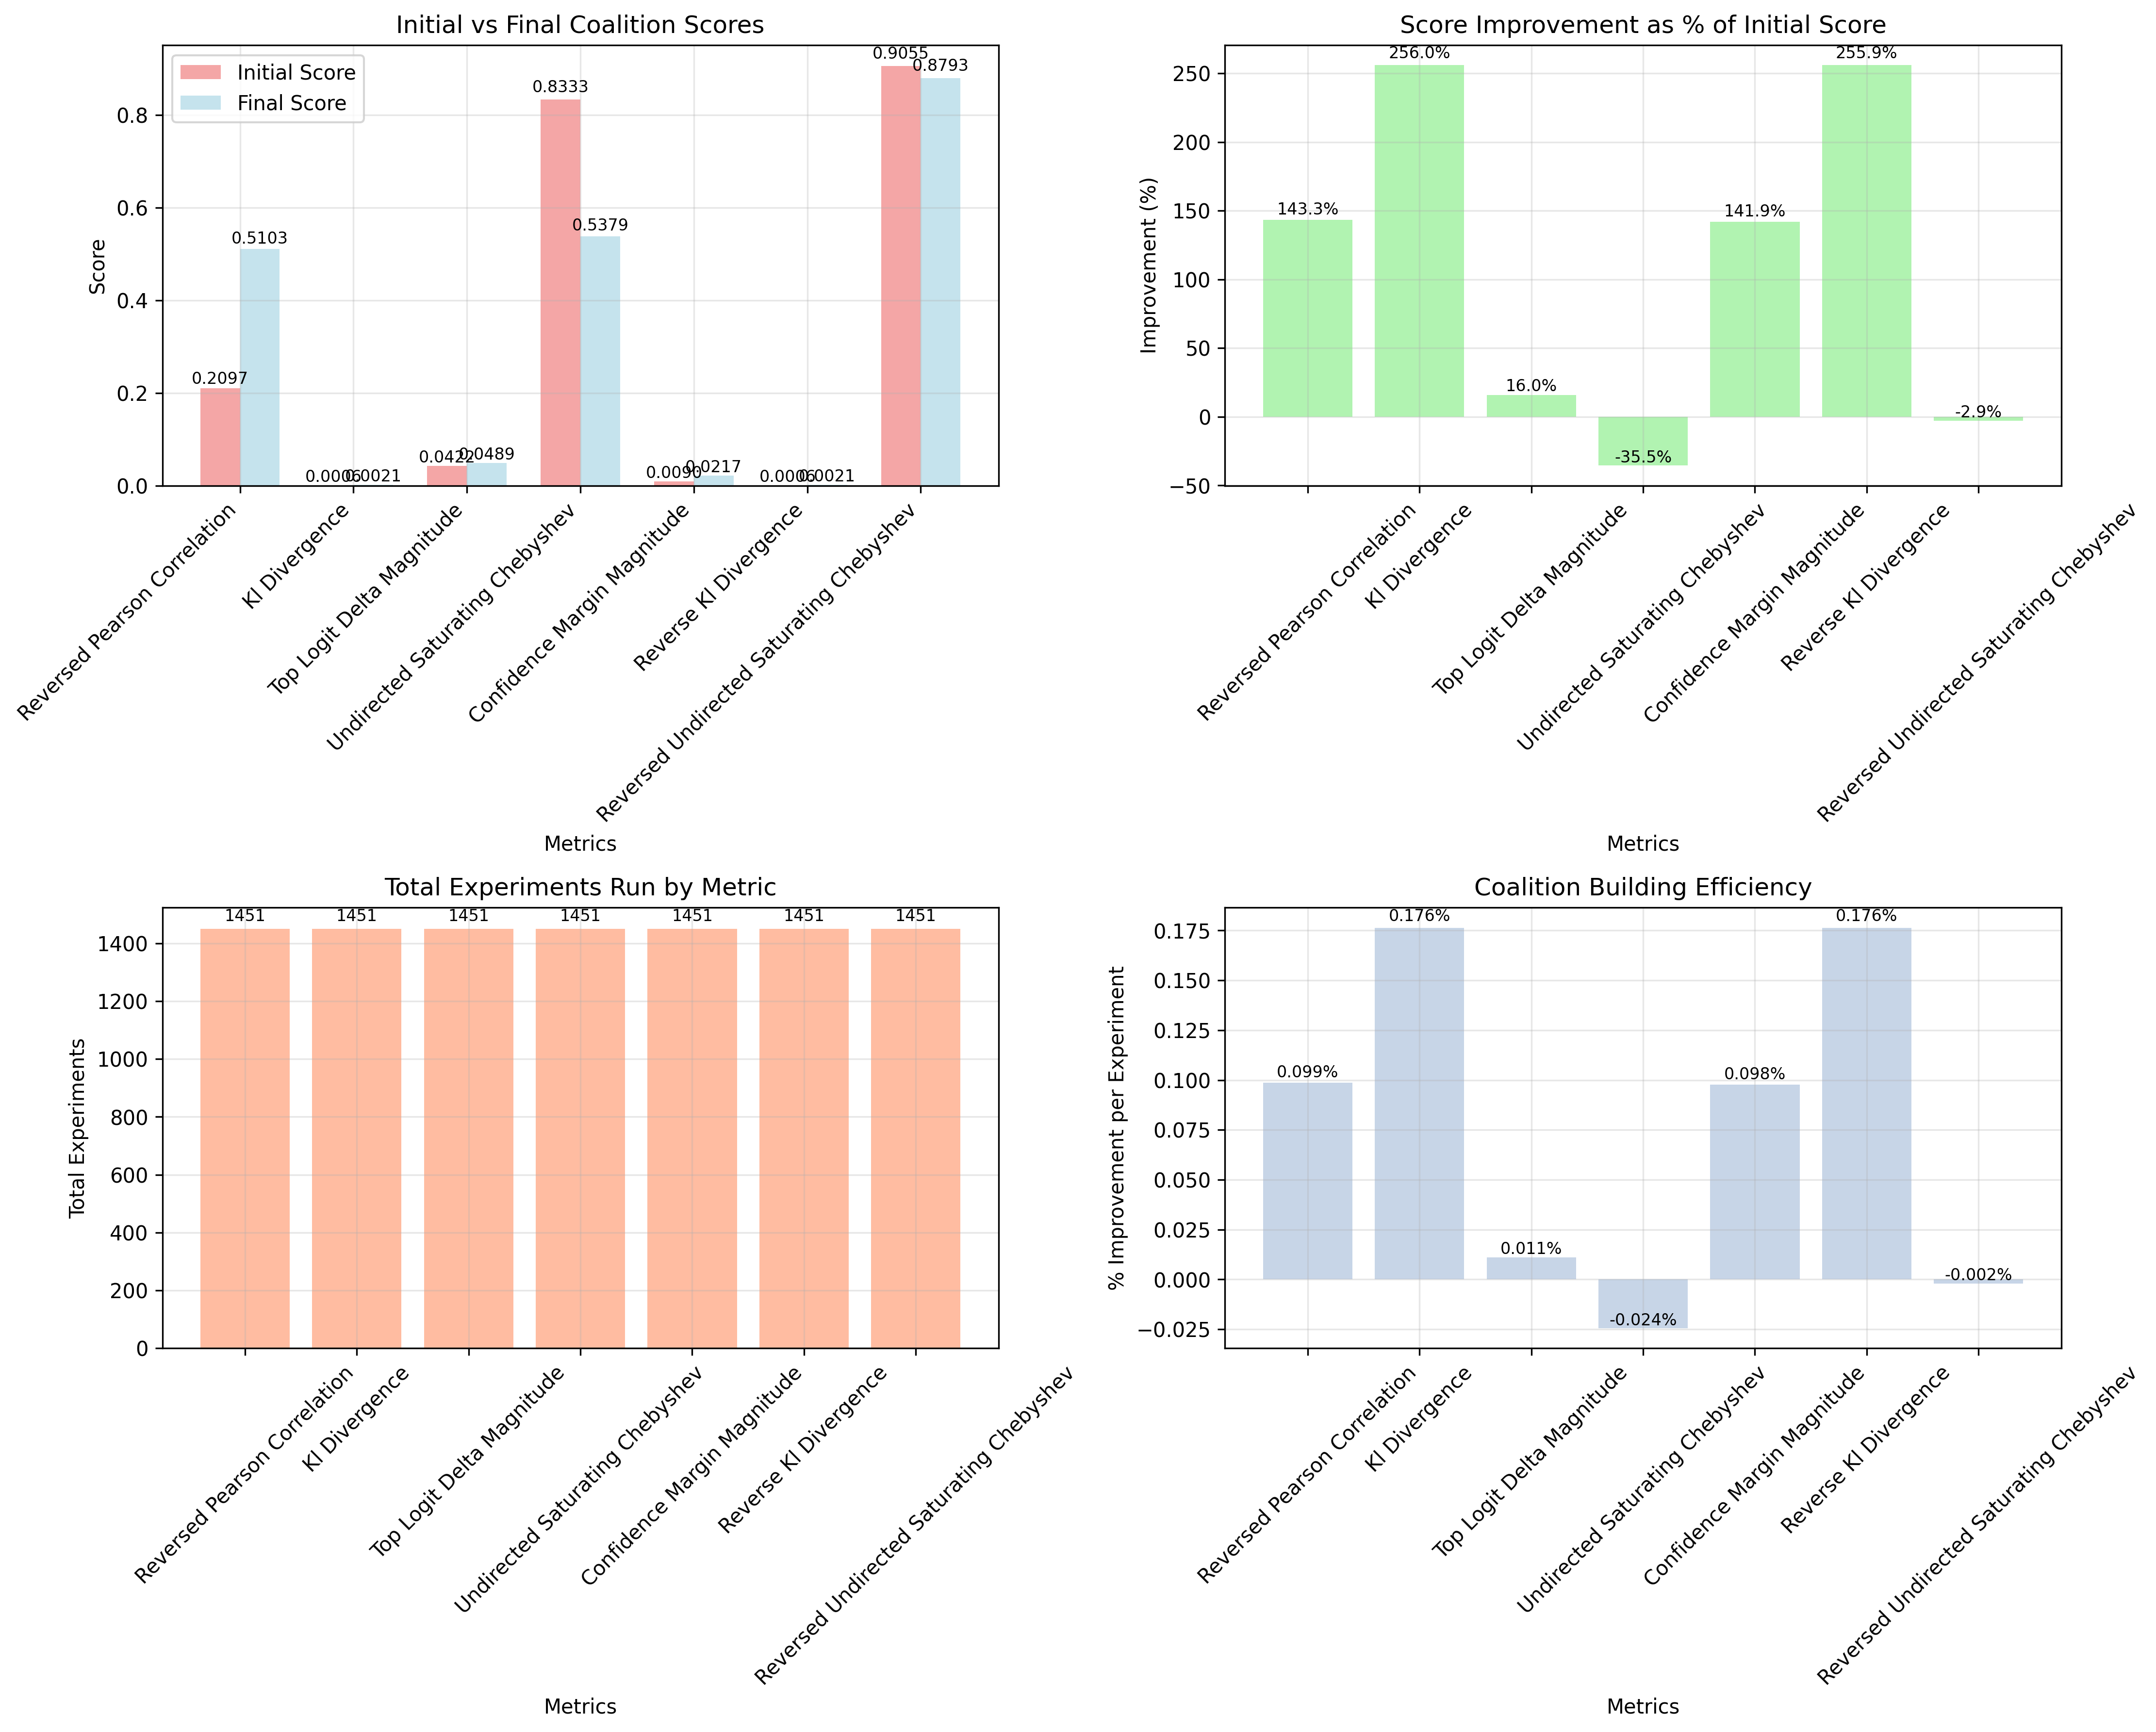 Initial vs Final Coalition Scores
Initial Score
Final Score
Score
0.8
0.6
0.4
0.2
0.0
0.2097
0.5103
0.0006
0.0021
0.0422
0.0489
0.8333
0.5379
0.0090
0.0217
0.0006
0.0021
0.9055
0.8793
Reversed Pearson Correlation
Kl Divergence
Top Logit Delta Magnitude
Undirected Saturating Chebyshev
Confidence Margin Magnitude
Reverse Kl Divergence
Reversed Undirected Saturating Chebyshev
Metrics
Score Improvement as % of Initial Score
Improvement (%)
250
200
150
100
50
0
−50
143.3%
256.0%
16.0%
-35.5%
141.9%
255.9%
-2.9%
Reversed Pearson Correlation
Kl Divergence
Top Logit Delta Magnitude
Undirected Saturating Chebyshev
Confidence Margin Magnitude
Reverse Kl Divergence
Reversed Undirected Saturating Chebyshev
Metrics
Total Experiments Run by Metric
Total Experiments
1400
1200
1000
800
600
400
200
0
1451
1451
1451
1451
1451
1451
1451
Reversed Pearson Correlation
Kl Divergence
Top Logit Delta Magnitude
Undirected Saturating Chebyshev
Confidence Margin Magnitude
Reverse Kl Divergence
Reversed Undirected Saturating Chebyshev
Metrics
Coalition Building Efficiency
% Improvement per Experiment
0.175
0.150
0.125
0.100
0.075
0.050
0.025
0.000
−0.025
0.099%
0.176%
0.011%
-0.024%
0.098%
0.176%
-0.002%
Reversed Pearson Correlation
Kl Divergence
Top Logit Delta Magnitude
Undirected Saturating Chebyshev
Confidence Margin Magnitude
Reverse Kl Divergence
Reversed Undirected Saturating Chebyshev
Metrics